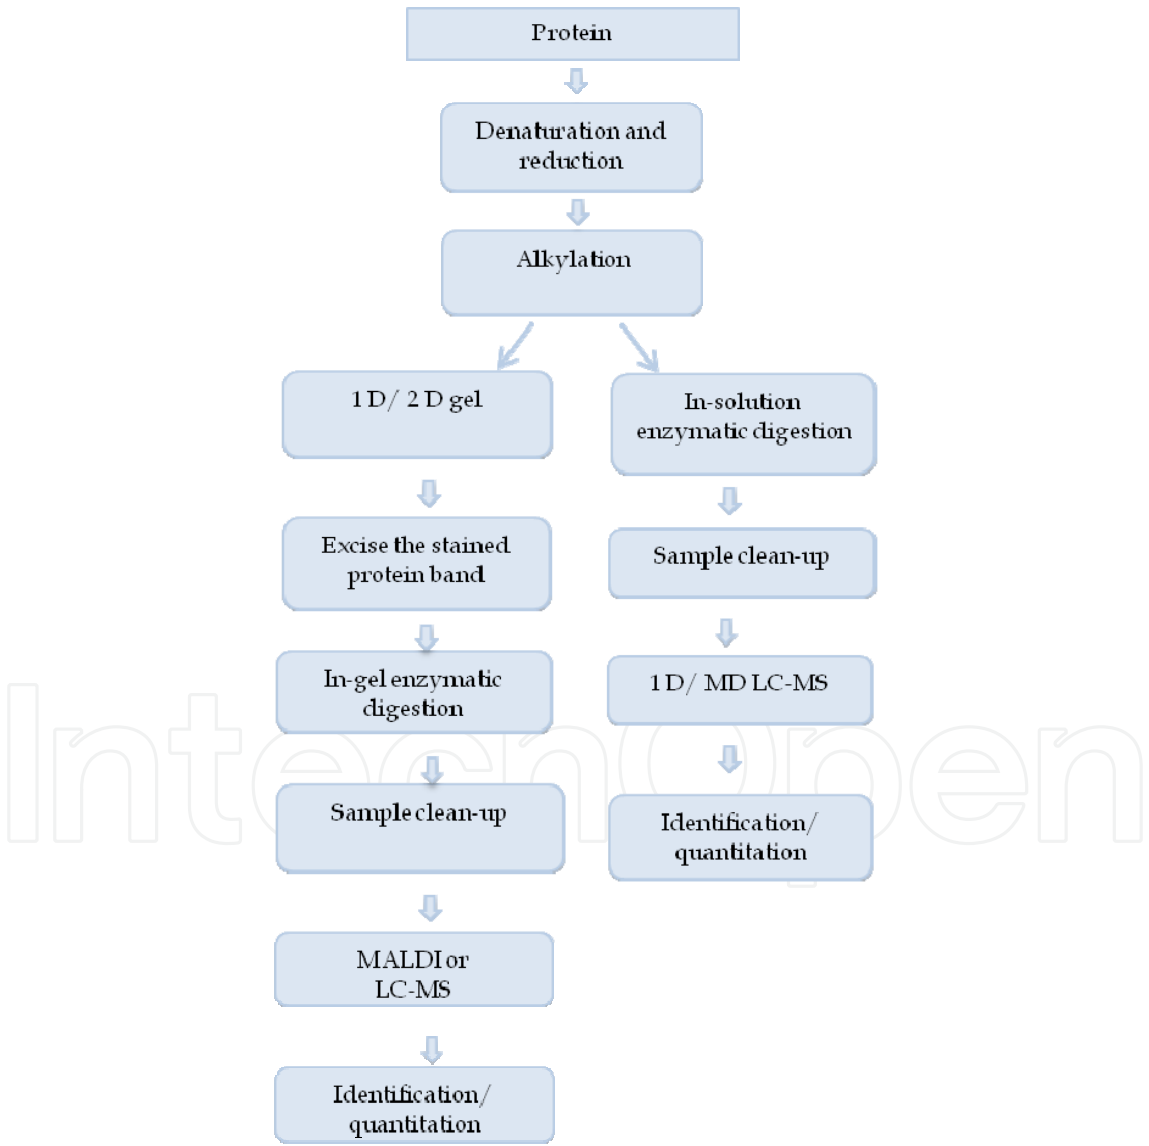 Protein
Denaturation and
reduction
Alkylation
1 D/ 2 D gel
Excise the stained
protein band
In-gel enzymatic
digestion
Sample clean-up
MALDI or
LC-MS
Identification/
quantitation
In-solution
enzymatic digestion
Sample clean-up
1 D/ MD LC-MS
Identification/
quantitation
IntechOpen